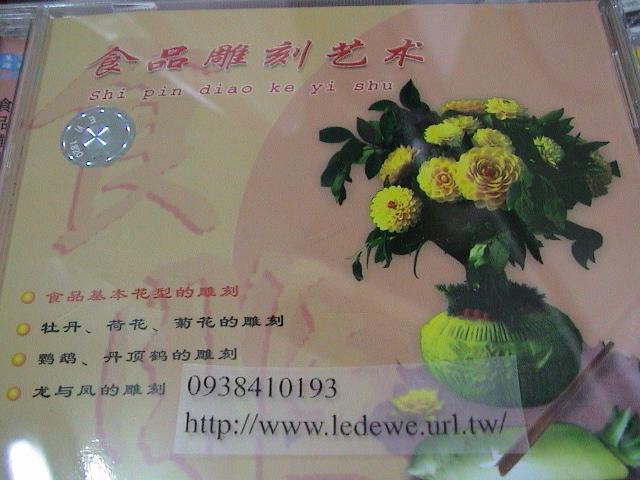 食品雕刻艺术
Shi pin diao ke yi shu
食品基本花型的雕刻
牡丹、荷花、菊花的雕刻
鹦鹉、丹顶鹤的雕刻
龙与凤的雕刻
0938410193
http://www.ledewe.url.tw/